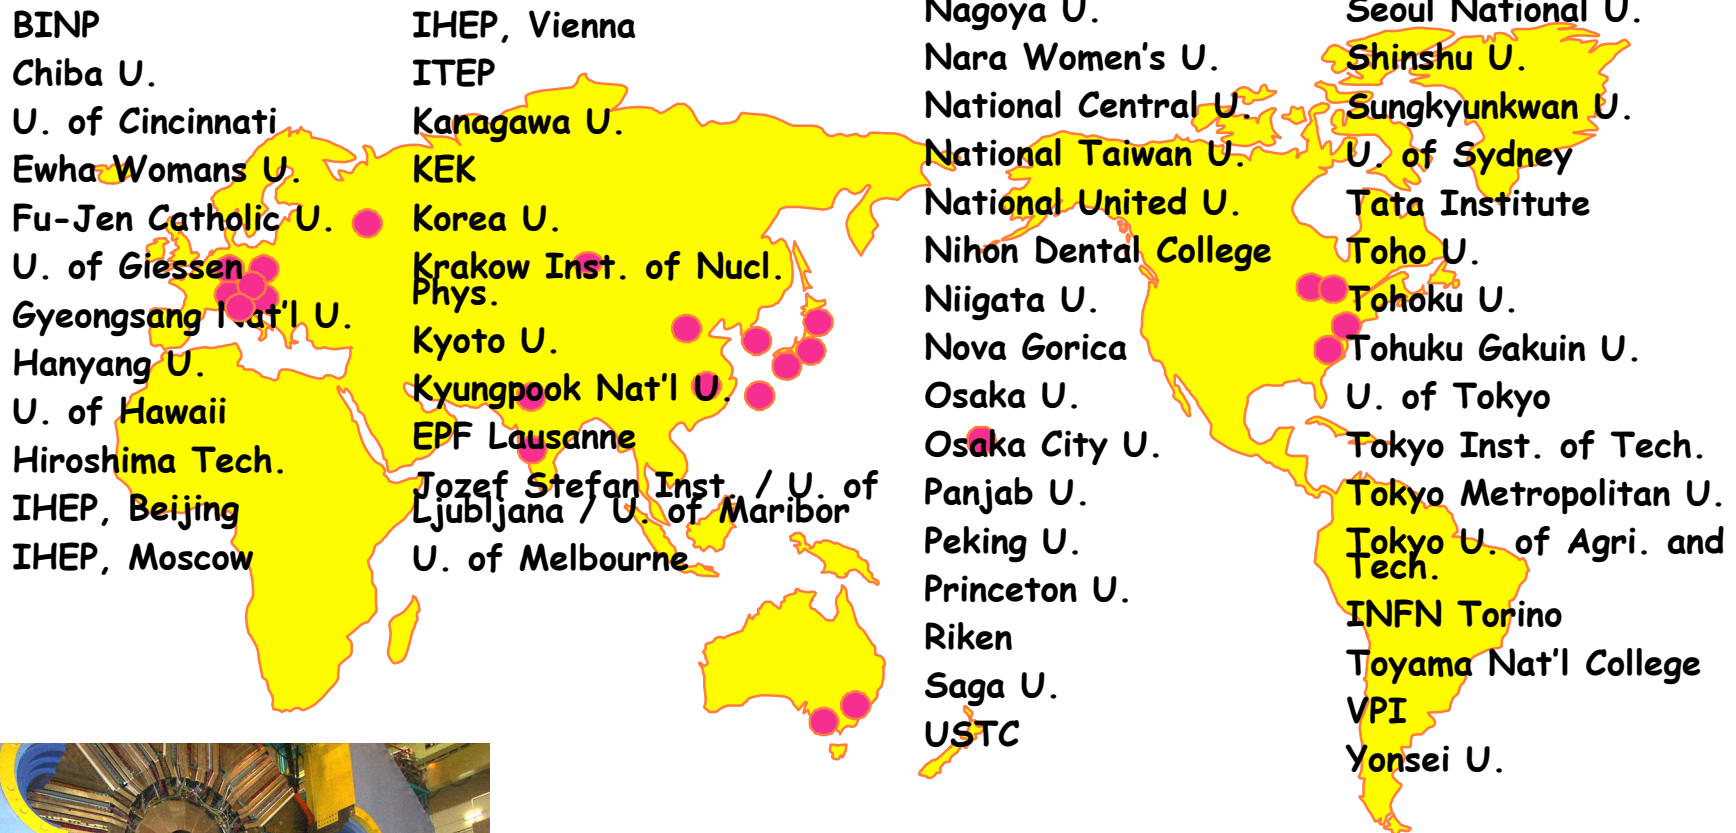 BINP
Chiba U.
U. of Cincinnati
Ewha Womans U.
Fu-Jen Catholic U.
U. of Giessen
Gyeongsang Nat'l U.
Hanyang U.
U. of Hawaii
Hiroshima Tech.
IHEP, Beijing
IHEP, Moscow
IHEP, Vienna
ITEP
Kanagawa U.
KEK
Korea U.
Krakow Inst. of Nucl.
Phys.
Kyoto U.
Kyungpook Nat'l U.
EPF Lausanne
Jozef Stefan Inst. / U. of
Ljubljana / U. of Maribor
U. of Melbourne
Nagoya U.
Nara Women's U.
National Central U.
National Taiwan U.
National United U.
Nihon Dental College
Niigata U.
Nova Gorica
Osaka U.
Osaka City U.
Panjab U.
Peking U.
Princeton U.
Riken
Saga U.
USTC
Seoul National U.
Shinshu U.
Sungkyunkwan U.
U. of Sydney
Tata Institute
Toho U.
Tohoku U.
Tohuku Gakuin U.
U. of Tokyo
Tokyo Inst. of Tech.
Tokyo Metropolitan U.
Tokyo U. of Agri. and
Tech.
INFN Torino
Toyama Nat'l College
VPI
Yonsei U.